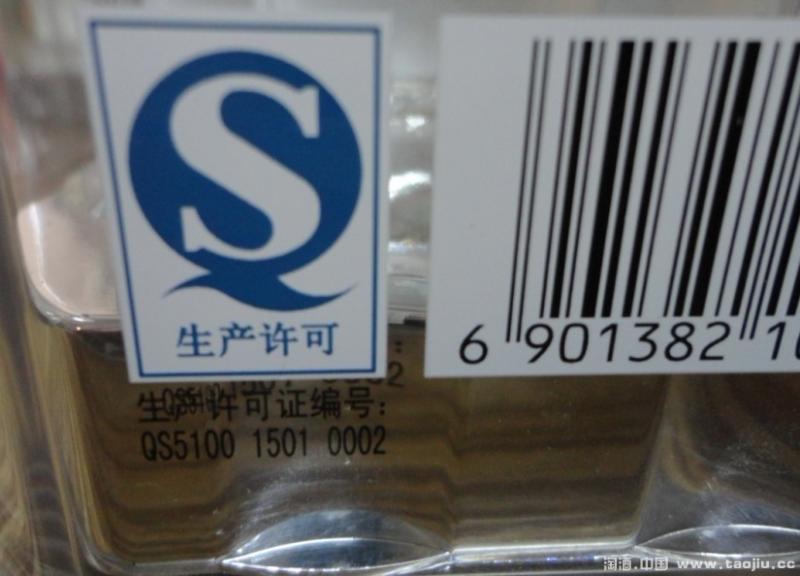 S
生产许可
6 901382 10
生产许可证编号:
QS5100 1501 0002
淘酒.中国 www.taojiu.cc